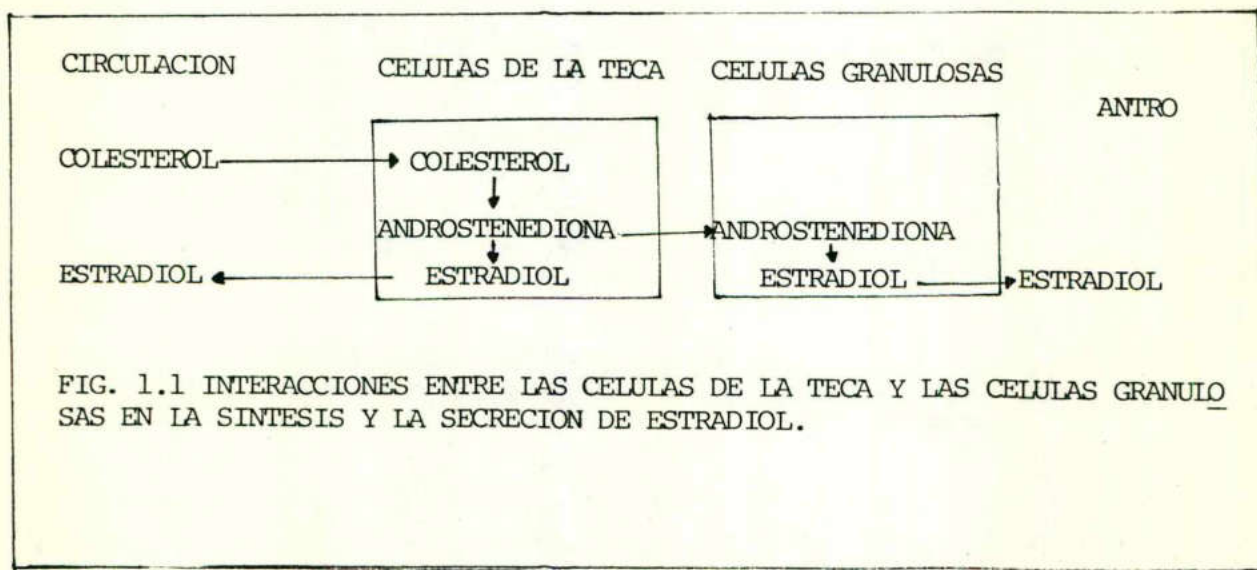 CIRCULACION CELULAS DE LA TECA CELULAS GRANULOSAS
ANTRO
COLESTEROL COLESTEROL
ANDROSTENEDIONA ANDROSTENEDIONA
ESTRADIOL ESTRADIOL ESTRADIOL ESTRADIOL
FIG. 1.1 INTERACCIONES ENTRE LAS CELULAS DE LA TECA Y LAS CELULAS GRANULO
SAS EN LA SINTESIS Y LA SECRECION DE ESTRADIOL.